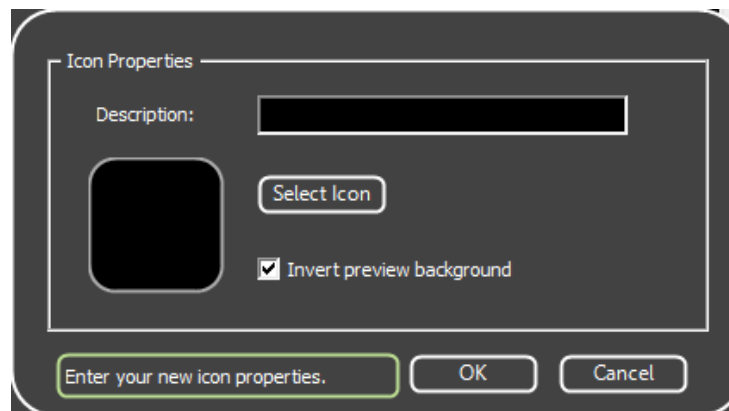 Icon Properties
Description:
Select Icon
Invert preview background
Enter your new icon properties.
OK
Cancel